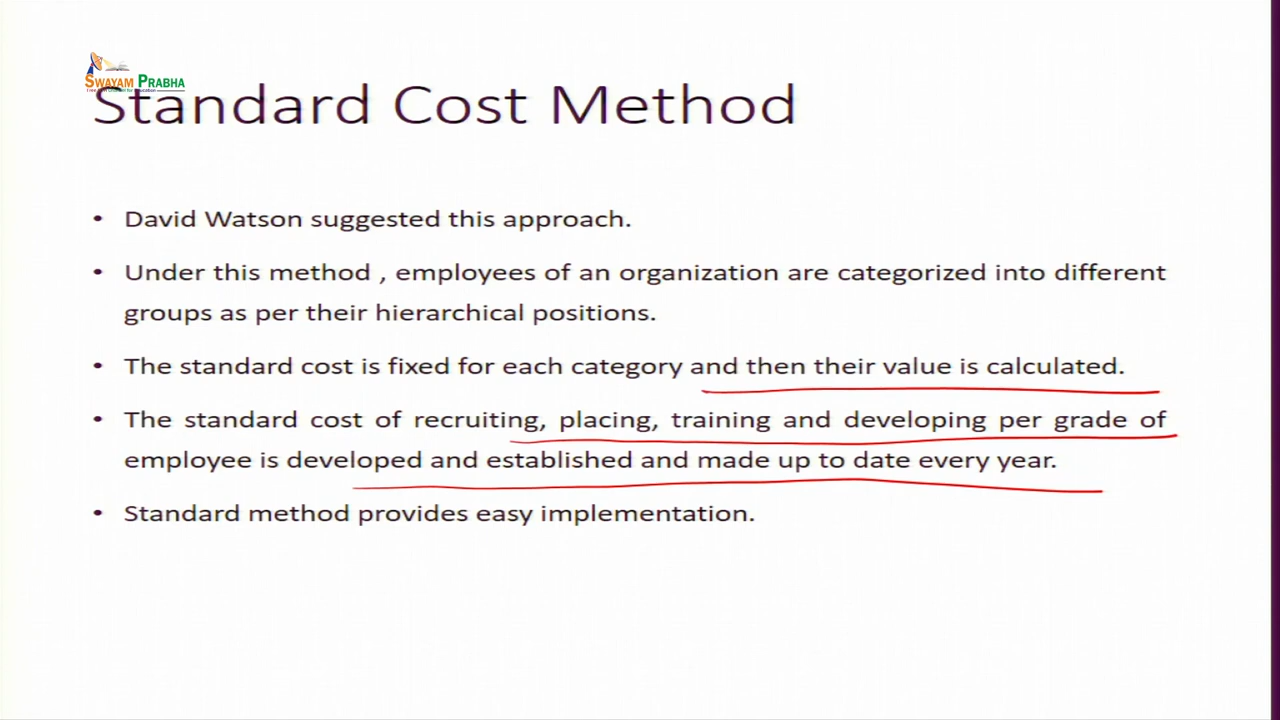 SWAYAM PRABHA
Standard Cost Method
• David Watson suggested this approach.
• Under this method , employees of an organization are categorized into different
groups as per their hierarchical positions.
• The standard cost is fixed for each category and then their value is calculated.
• The standard cost of recruiting, placing, training and developing per grade of
employee is developed and established and made up to date every year.
• Standard method provides easy implementation.